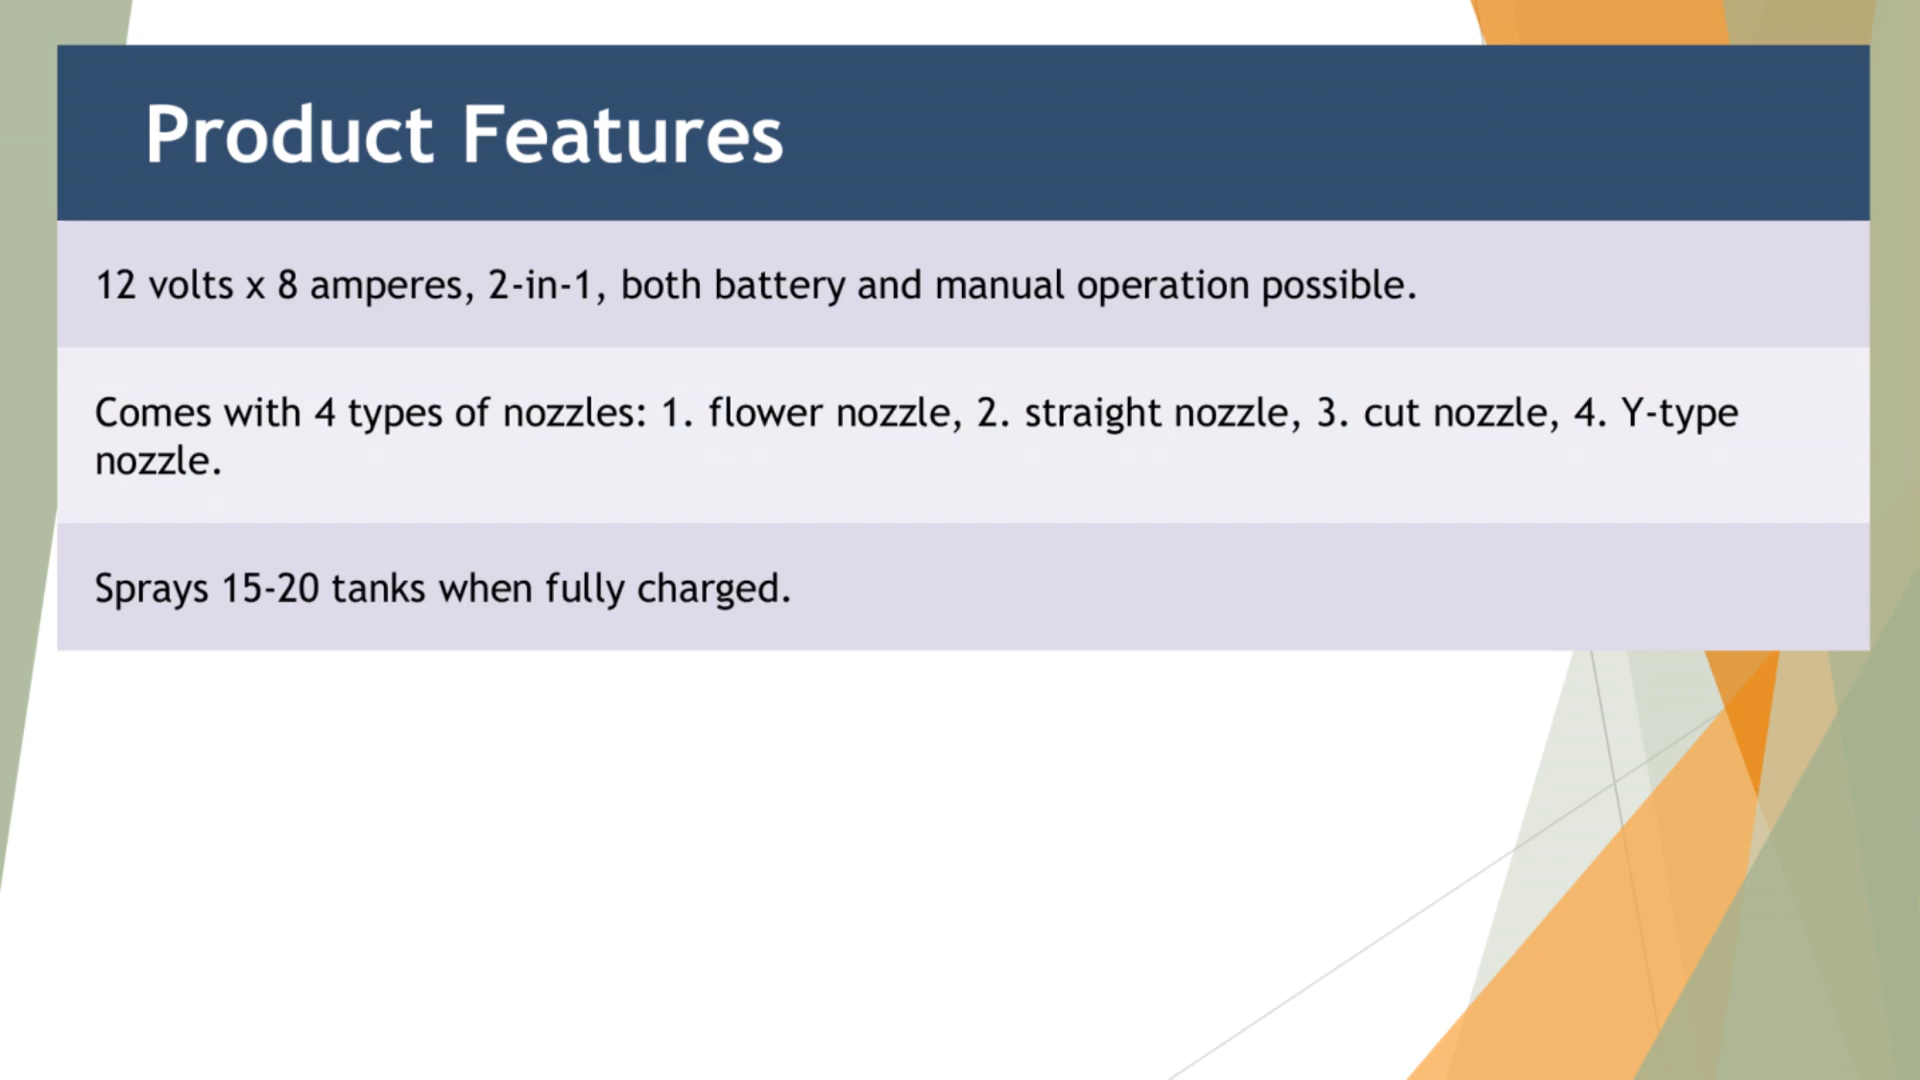 Product Features
12 volts x 8 amperes, 2-in-1, both battery and manual operation possible.
Comes with 4 types of nozzles: 1. flower nozzle, 2. straight nozzle, 3. cut nozzle, 4. Y-type
nozzle.
Sprays 15-20 tanks when fully charged.